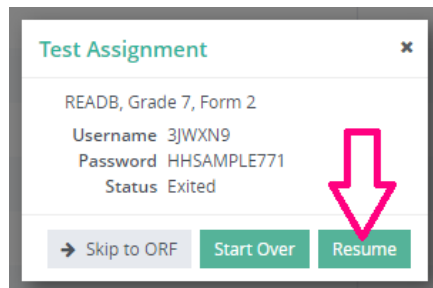 Test Assignment ×
READB, Grade 7, Form 2
Username 3JWXN9
Password HHSAMPLE771
Status Exited
→ Skip to ORF Start Over Resume